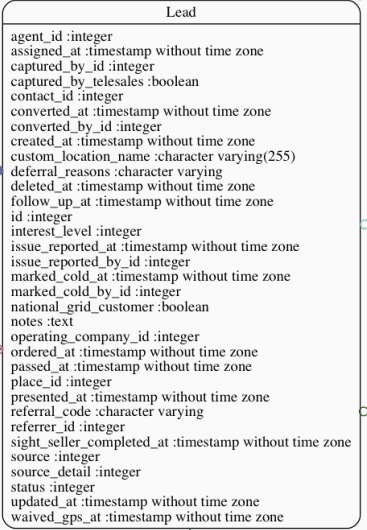 Lead
agent_id :integer
assigned_at :timestamp without time zone
captured_by_id :integer
captured_by_telesales :boolean
contact_id :integer
converted_at :timestamp without time zone
converted_by_id :integer
created_at :timestamp without time zone
custom_location_name :character varying(255)
deferral_reasons :character varying
deleted_at :timestamp without time zone
follow_up_at :timestamp without time zone
id :integer
interest_level :integer
issue_reported_at :timestamp without time zone
issue_reported_by_id :integer
marked_cold_at :timestamp without time zone
marked_cold_by_id :integer
national_grid_customer :boolean
notes :text
operating_company_id :integer
ordered_at :timestamp without time zone
passed_at :timestamp without time zone
place_id :integer
presented_at :timestamp without time zone
referral_code :character varying
referrer_id :integer
sight_seller_completed_at :timestamp without time zone
source :integer
source_detail :integer
status :integer
updated_at :timestamp without time zone
waived_gps_at :timestamp without time zone